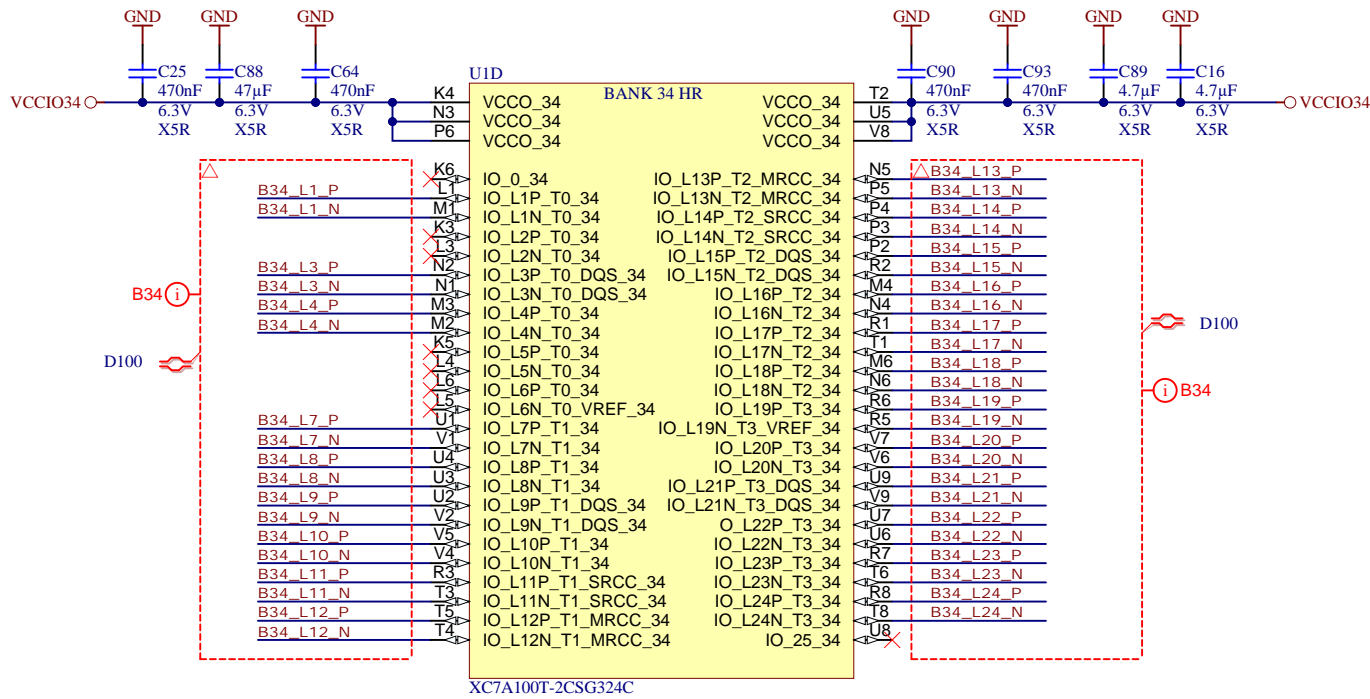 GND GND GND GND GND GND GND
C25 C88 C64 C90 C93 C89 C16
470nF 47µF 470nF 470nF 470nF 4.7µF 4.7µF
6.3V 6.3V 6.3V 6.3V 6.3V 6.3V 6.3V
X5R X5R X5R X5R X5R X5R X5R
VCCIO34 VCCIO34
U1D
BANK 34 HR
K4 VCCO_34 VCCO_34 T2
N3 VCCO_34 VCCO_34 U5
P6 VCCO_34 VCCO_34 V8
K6 IO_0_34 IO_L13P_T2_MRCC_34 N5 B34_L13_P
B34_L1_P L1 IO_L1P_T0_34 IO_L13N_T2_MRCC_34 P5 B34_L13_N
B34_L1_N M1 IO_L1N_T0_34 IO_L14P_T2_SRCC_34 P4 B34_L14_P
K3 IO_L2P_T0_34 IO_L14N_T2_SRCC_34 P3 B34_L14_N
L3 IO_L2N_T0_34 IO_L15P_T2_DQS_34 P2 B34_L15_P
B34_L3_P N2 IO_L3P_T0_DQS_34 IO_L15N_T2_DQS_34 R2 B34_L15_N
B34_L3_N N1 IO_L3N_T0_DQS_34 IO_L16P_T2_34 M4 B34_L16_P
B34_L4_P M3 IO_L4P_T0_34 IO_L16N_T2_34 N4 B34_L16_N
B34_L4_N M2 IO_L4N_T0_34 IO_L17P_T2_34 R1 B34_L17_P
K5 IO_L5P_T0_34 IO_L17N_T2_34 T1 B34_L17_N
L4 IO_L5N_T0_34 IO_L18P_T2_34 M6 B34_L18_P
L6 IO_L6P_T0_34 IO_L18N_T2_34 N6 B34_L18_N
L5 IO_L6N_T0_VREF_34 IO_L19P_T3_34 R6 B34_L19_P
B34_L7_P U1 IO_L7P_T1_34 IO_L19N_T3_VREF_34 R5 B34_L19_N
B34_L7_N V1 IO_L7N_T1_34 IO_L20P_T3_34 V7 B34_L20_P
B34_L8_P U4 IO_L8P_T1_34 IO_L20N_T3_34 V6 B34_L20_N
B34_L8_N U3 IO_L8N_T1_34 IO_L21P_T3_DQS_34 U9 B34_L21_P
B34_L9_P U2 IO_L9P_T1_DQS_34 IO_L21N_T3_DQS_34 V9 B34_L21_N
B34_L9_N V2 IO_L9N_T1_DQS_34 O_L22P_T3_34 U7 B34_L22_P
B34_L10_P V5 IO_L10P_T1_34 IO_L22N_T3_34 U6 B34_L22_N
B34_L10_N V4 IO_L10N_T1_34 IO_L23P_T3_34 R7 B34_L23_P
B34_L11_P R3 IO_L11P_T1_SRCC_34 IO_L23N_T3_34 T6 B34_L23_N
B34_L11_N T3 IO_L11N_T1_SRCC_34 IO_L24P_T3_34 R8 B34_L24_P
B34_L12_P T5 IO_L12P_T1_MRCC_34 IO_L24N_T3_34 T8 B34_L24_N
B34_L12_N T4 IO_L12N_T1_MRCC_34 IO_25_34 U8
B34 i
D100
D100
i B34
XC7A100T-2CSG324C